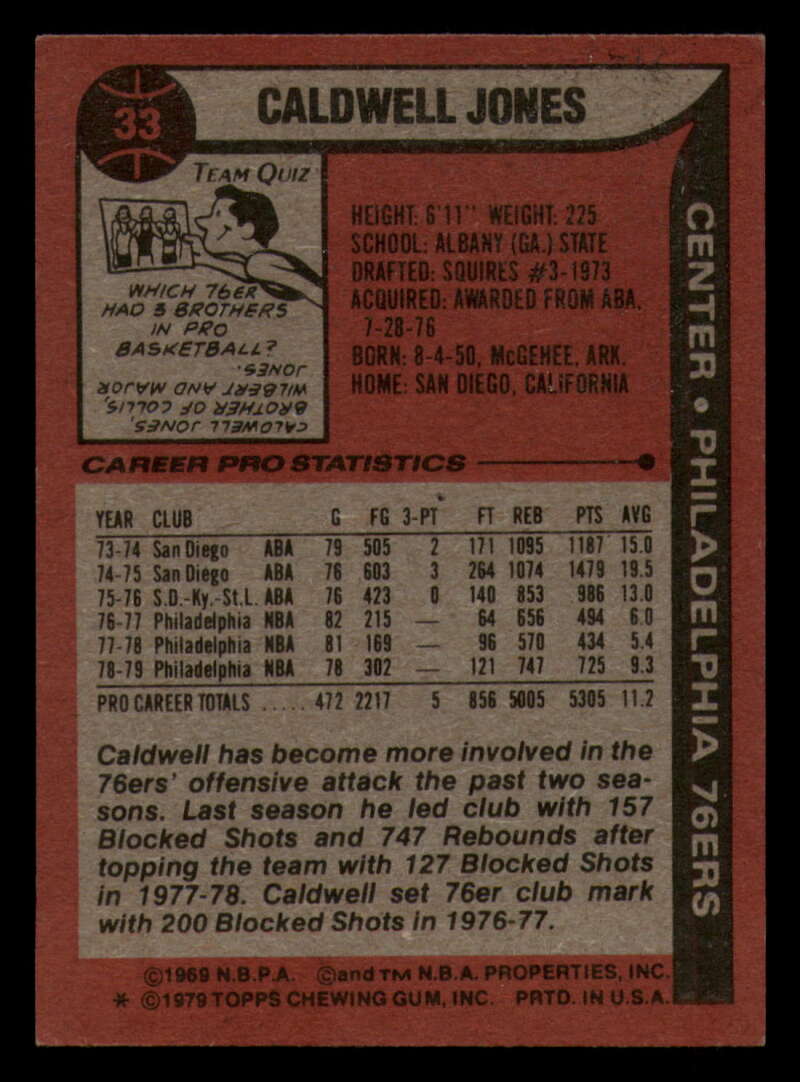 33
CALDWELL JONES
TEAM QUIZ
WHICH 76ER
HAD 3 BROTHERS
IN PRO
BASKETBALL?
CALDWELL JONES,
BROTHER OF COLLIS,
WILBERT AND MAJOR
JONES.
HEIGHT: 6'11" WEIGHT: 225
SCHOOL: ALBANY (GA.) STATE
DRAFTED: SQUIRES #3-1973
ACQUIRED: AWARDED FROM ABA,
7-28-76
BORN: 8-4-50, McGEHEE, ARK.
HOME: SAN DIEGO, CALIFORNIA
CENTER • PHILADELPHIA 76ERS
CAREER PRO STATISTICS
YEAR CLUB G FG 3-PT FT REB PTS AVG
73-74 San Diego ABA 79 505 2 171 1095 1187 15.0
74-75 San Diego ABA 76 603 3 264 1074 1479 19.5
75-76 S.D.-Ky.-St.L. ABA 76 423 0 140 853 986 13.0
76-77 Philadelphia NBA 82 215 — 64 656 494 6.0
77-78 Philadelphia NBA 81 169 — 96 570 434 5.4
78-79 Philadelphia NBA 78 302 — 121 747 725 9.3
PRO CAREER TOTALS ..... 472 2217 5 856 5005 5305 11.2
Caldwell has become more involved in the
76ers' offensive attack the past two sea-
sons. Last season he led club with 157
Blocked Shots and 747 Rebounds after
topping the team with 127 Blocked Shots
in 1977-78. Caldwell set 76er club mark
with 200 Blocked Shots in 1976-77.
©1969 N.B.P.A. ©and TM N.B.A. PROPERTIES, INC.
* ©1979 TOPPS CHEWING GUM, INC. PRTD. IN U.S.A.